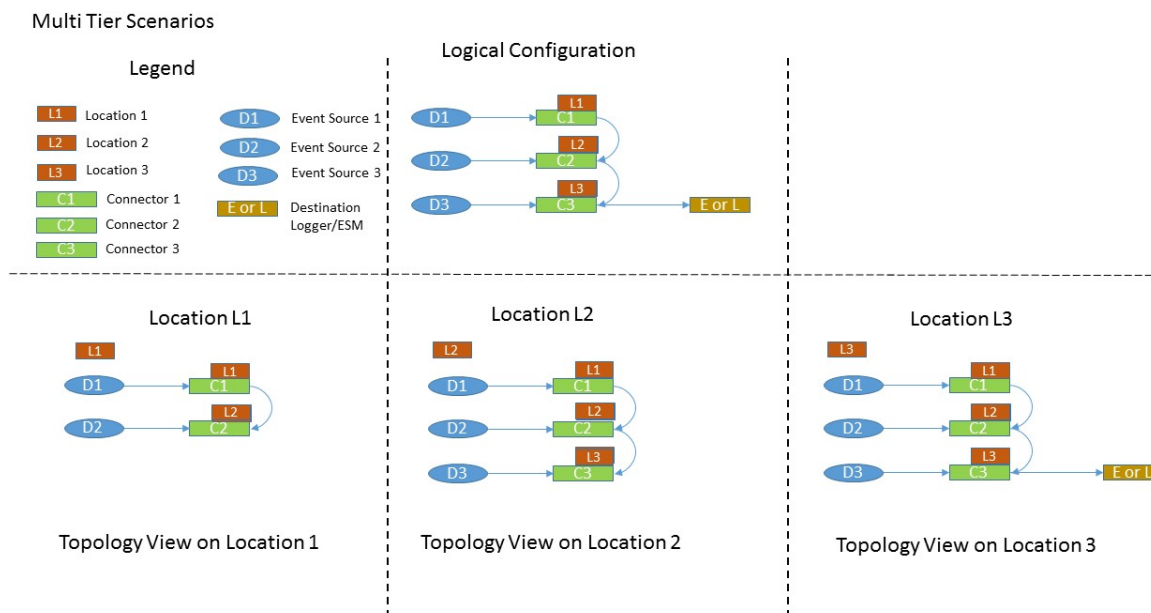 Multi Tier Scenarios
Legend
L1 Location 1
L2 Location 2
L3 Location 3
C1 Connector 1
C2 Connector 2
C3 Connector 3
D1 Event Source 1
D2 Event Source 2
D3 Event Source 3
E or L Destination
Logger/ESM
Logical Configuration
L1
D1 C1
L2
D2 C2
L3
D3 C3 E or L
Location L1
L1
L1
D1 C1
L2
D2 C2
Topology View on Location 1
Location L2
L2
L1
D1 C1
L2
D2 C2
L3
D3 C3
Topology View on Location 2
Location L3
L3
L1
D1 C1
L2
D2 C2
L3
D3 C3 E or L
Topology View on Location 3